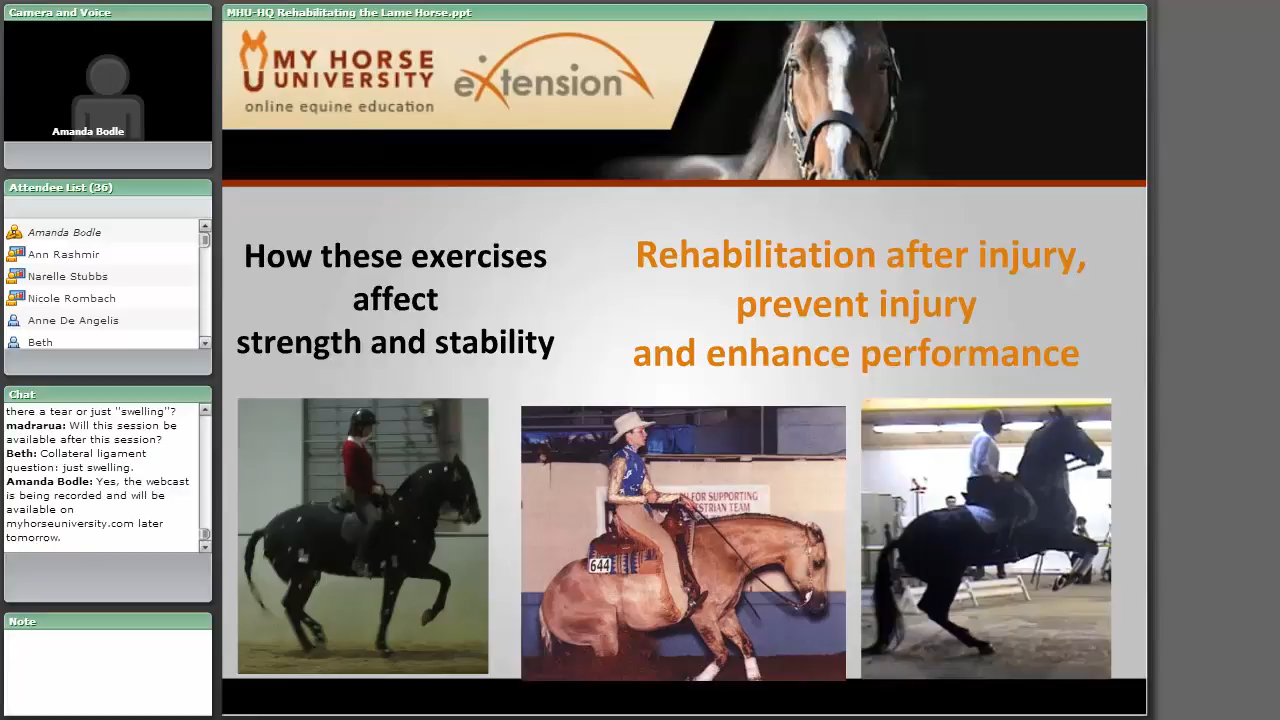 Camera and Voice
Amanda Bodle
Attendee List (36)
Amanda Bodle
Ann Rashmir
Narelle Stubbs
Nicole Rombach
Anne De Angelis
Beth
Chat
there a tear or just "swelling"?
madrarua: Will this session be
available after this session?
Beth: Collateral ligament
question: just swelling.
Amanda Bodle: Yes, the webcast
is being recorded and will be
available on
myhorseuniversity.com later
tomorrow.
Note
MHU-HQ Rehabilitating the Lame Horse.ppt
MY HORSE
UNIVERSITY
online equine education
eXtension
How these exercises
affect
strength and stability
Rehabilitation after injury,
prevent injury
and enhance performance
FOR SUPPORTING
TEAM
644